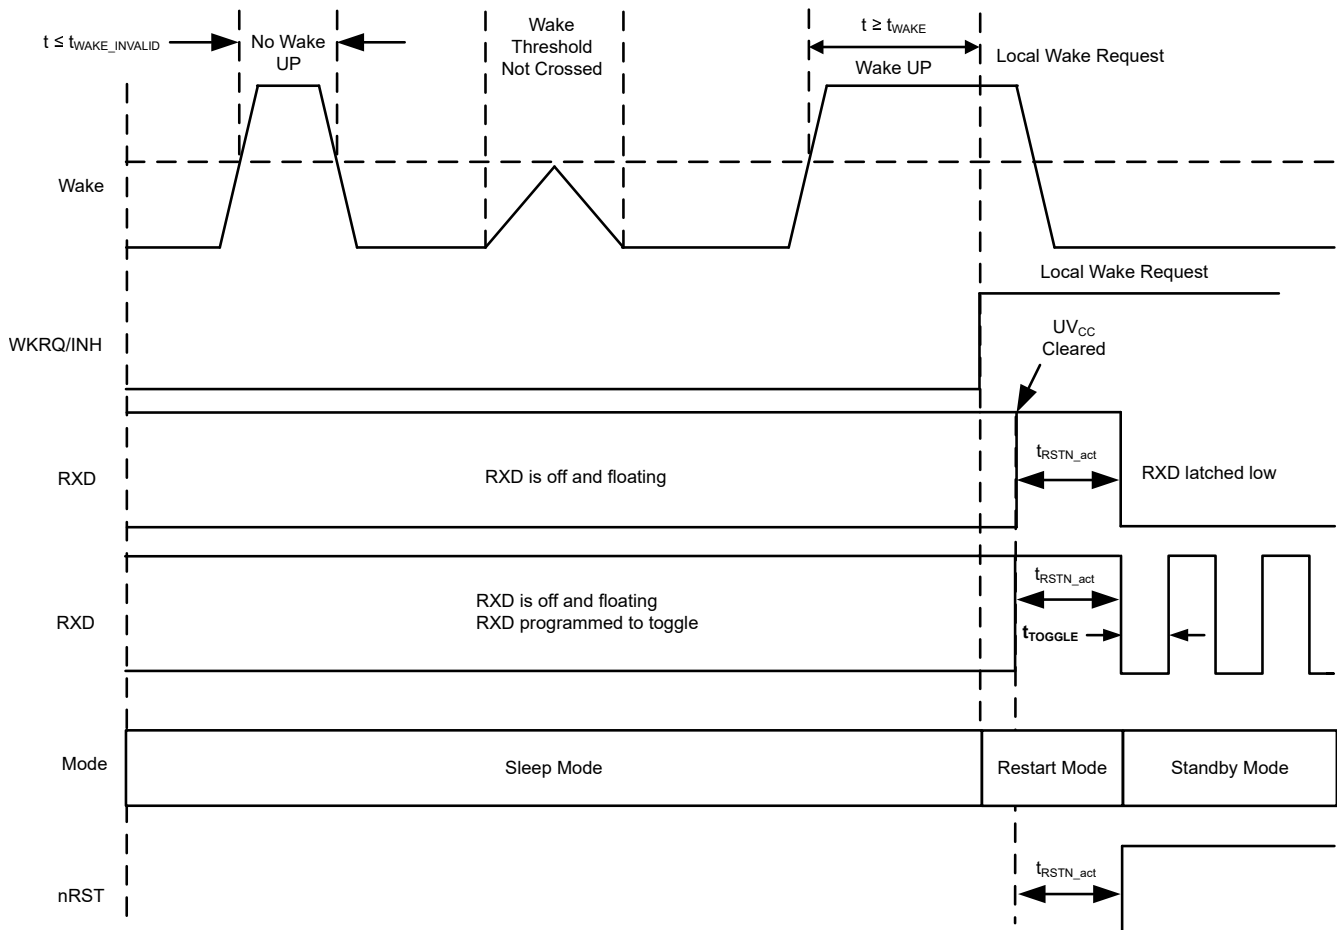 t ≤ tWAKE_INVALID
No Wake
UP
Wake
Threshold
Not Crossed
t ≥ tWAKE
Wake UP
Local Wake Request
Wake
Local Wake Request
WKRQ/INH
UVCC
Cleared
RXD
RXD is off and floating
tRSTN_act
RXD latched low
RXD
RXD is off and floating
RXD programmed to toggle
tRSTN_act
tTOGGLE
Mode
Sleep Mode
Restart Mode
Standby Mode
nRST
tRSTN_act